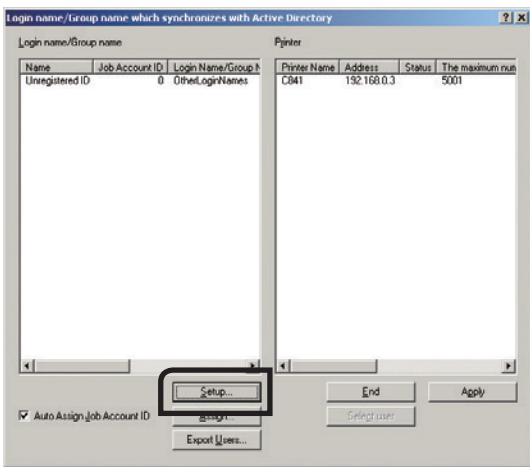 Login name/Group name which synchronizes with Active Directory
Login name/Group name
Printer
Name Job Account ID Login Name/Group N
Unregistered ID 0 OtherLoginNames
Printer Name Address Status The maximum num
C841 192.168.0.3 5001
Setup...
End
Apply
Auto Assign Job Account ID
Assign...
Select user
Export Users...